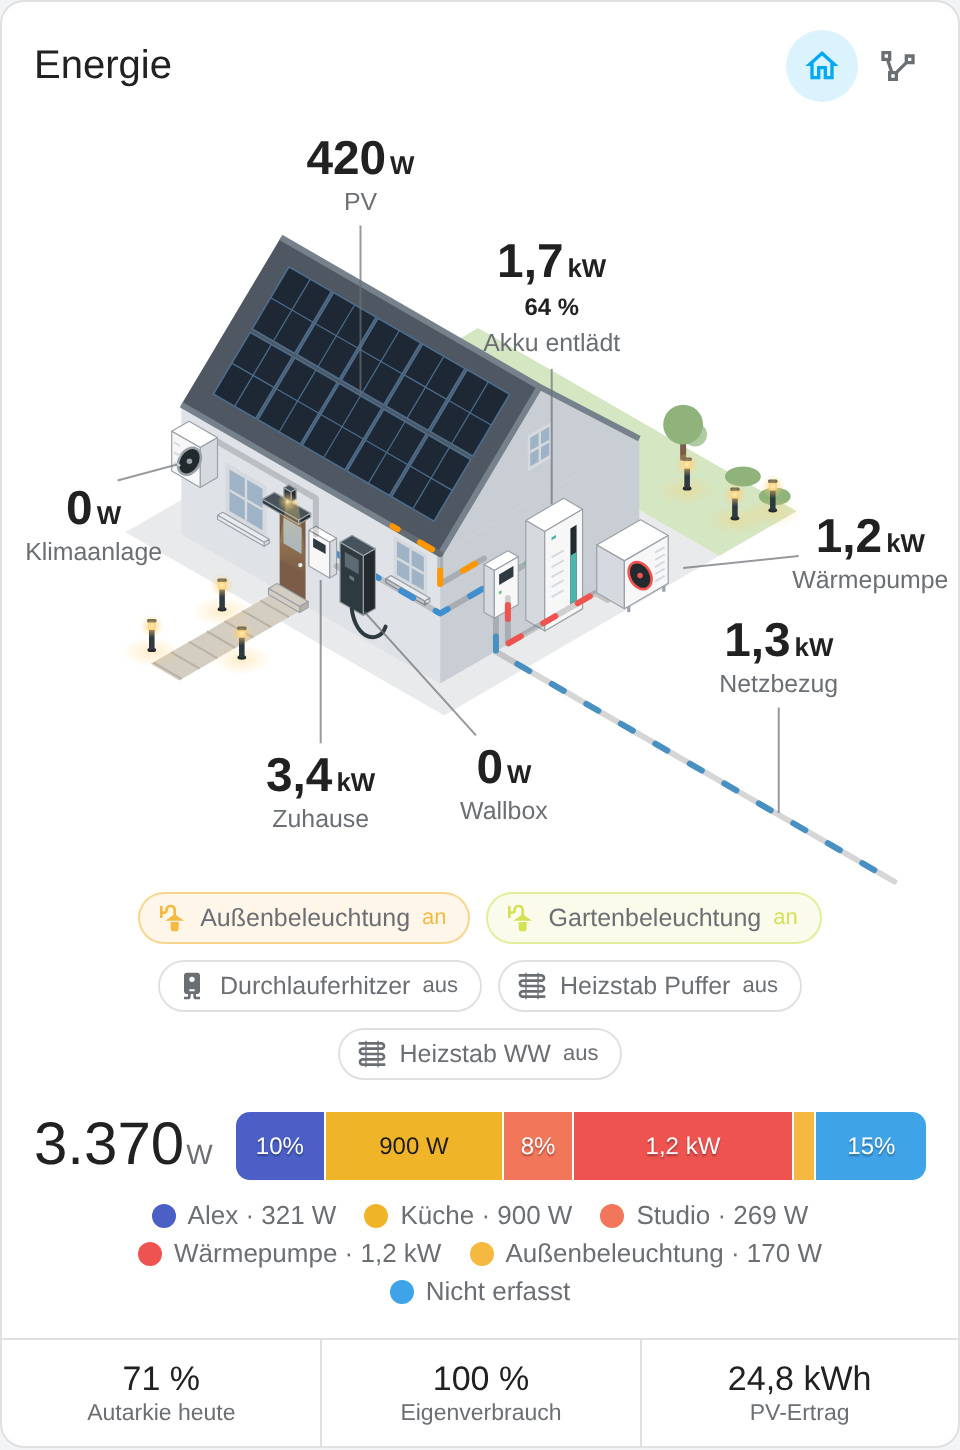 Energie
420 W
PV
1,7 kW
64 %
Akku entlädt
0 W
Klimaanlage
1,2 kW
Wärmepumpe
1,3 kW
Netzbezug
3,4 kW
Zuhause
0 W
Wallbox
Außenbeleuchtung an
Gartenbeleuchtung an
Durchlauferhitzer aus
Heizstab Puffer aus
Heizstab WW aus
3.370 W
10% 900 W 8% 1,2 kW 15%
Alex · 321 W Küche · 900 W Studio · 269 W
Wärmepumpe · 1,2 kW Außenbeleuchtung · 170 W
Nicht erfasst
71 %
Autarkie heute
100 %
Eigenverbrauch
24,8 kWh
PV-Ertrag